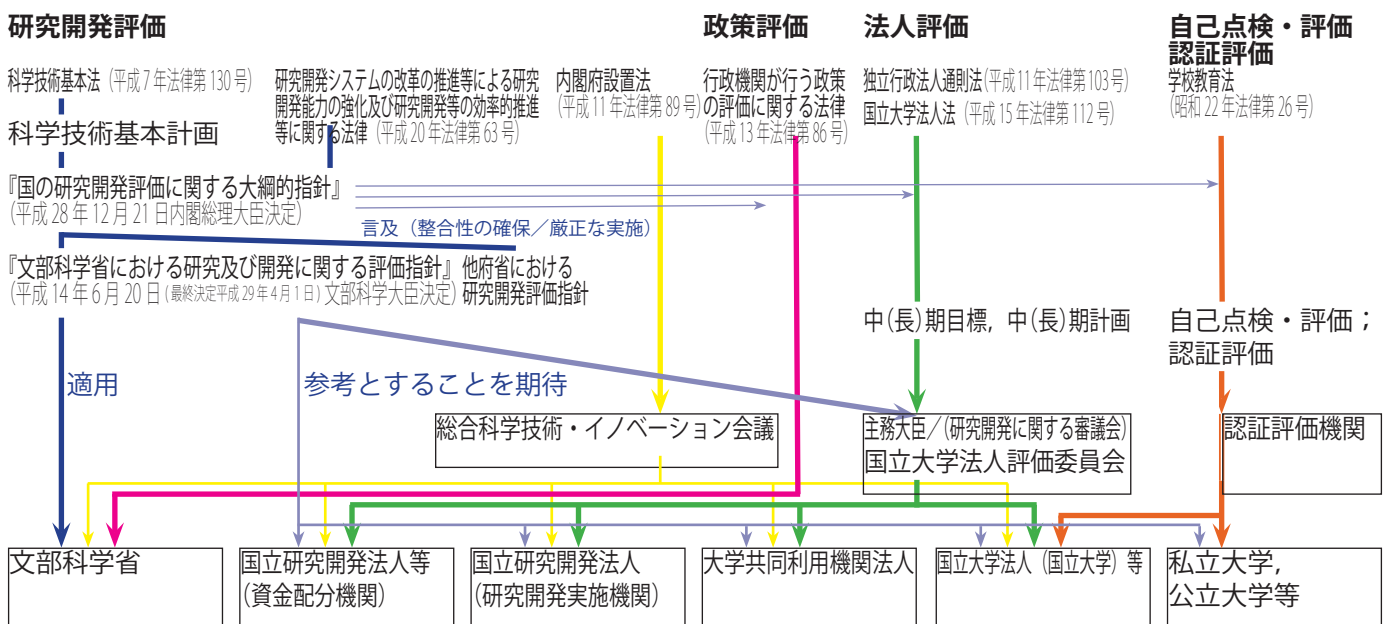 研究開発評価
政策評価
法人評価
自己点検・評価
認証評価
科学技術基本法（平成7年法律第130号）
研究開発システムの改革の推進等による研究
開発能力の強化及び研究開発等の効率的推進
等に関する法律（平成20年法律第63号）
内閣府設置法
（平成11年法律第89号）
行政機関が行う政策
の評価に関する法律
（平成13年法律第86号）
独立行政法人通則法（平成11年法律第103号）
国立大学法人法（平成15年法律第112号）
学校教育法
（昭和22年法律第26号）
科学技術基本計画
『国の研究開発評価に関する大綱的指針』
（平成28年12月21日内閣総理大臣決定）
言及（整合性の確保／厳正な実施）
『文部科学省における研究及び開発に関する評価指針』
（平成14年6月20日（最終決定平成29年4月1日）文部科学大臣決定）
他府省における
研究開発評価指針
中（長）期目標，中（長）期計画
自己点検・評価；
認証評価
適用
参考とすることを期待
総合科学技術・イノベーション会議
主務大臣／（研究開発に関する審議会）
国立大学法人評価委員会
認証評価機関
文部科学省
国立研究開発法人等
（資金配分機関）
国立研究開発法人
（研究開発実施機関）
大学共同利用機関法人
国立大学法人（国立大学）等
私立大学，
公立大学等